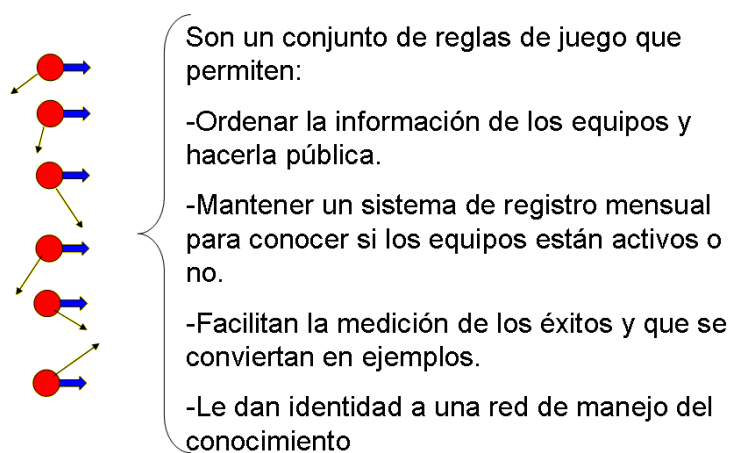 Son un conjunto de reglas de juego que
permiten:
-Ordenar la información de los equipos y
hacerla pública.
-Mantener un sistema de registro mensual
para conocer si los equipos están activos o
no.
-Facilitan la medición de los éxitos y que se
conviertan en ejemplos.
-Le dan identidad a una red de manejo del
conocimiento